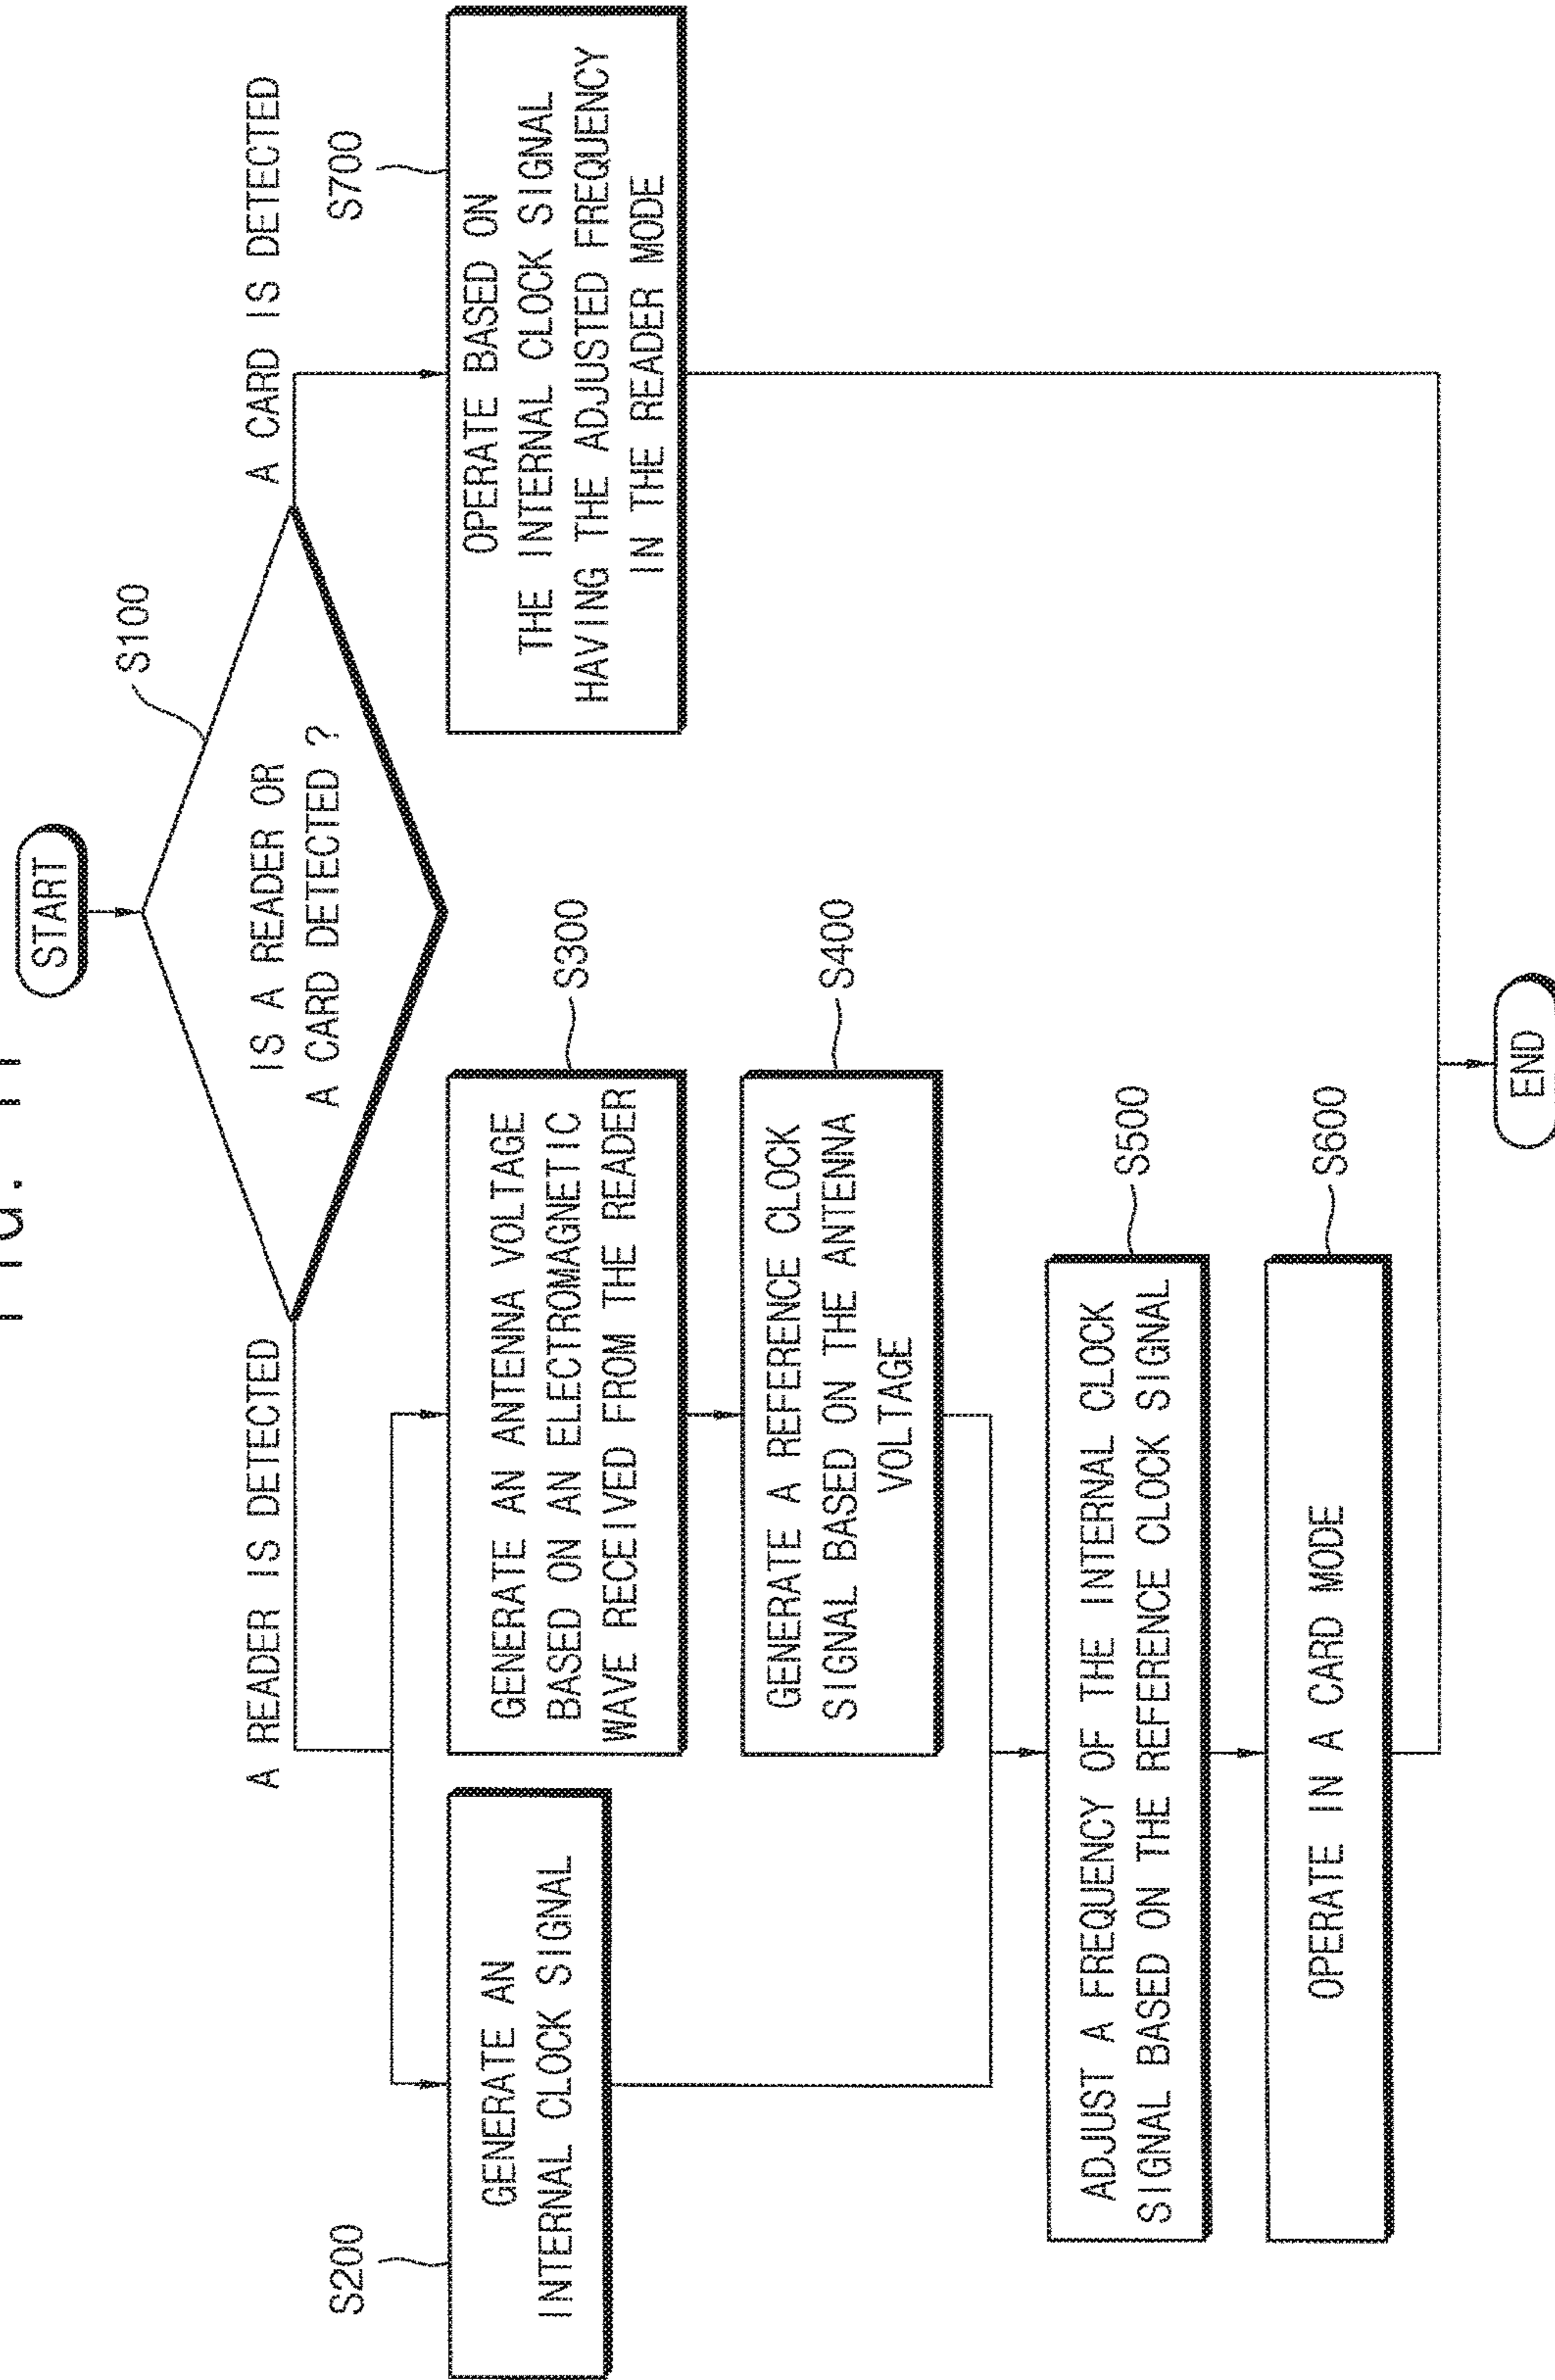 START
S100
IS A READER OR
A CARD DETECTED ?
A READER IS DETECTED
A CARD IS DETECTED
S200
GENERATE AN
INTERNAL CLOCK SIGNAL
GENERATE AN ANTENNA VOLTAGE
BASED ON AN ELECTROMAGNETIC
WAVE RECEIVED FROM THE READER
S300
S700
OPERATE BASED ON
THE INTERNAL CLOCK SIGNAL
HAVING THE ADJUSTED FREQUENCY
IN THE READER MODE
GENERATE A REFERENCE CLOCK
SIGNAL BASED ON THE ANTENNA
VOLTAGE
S400
ADJUST A FREQUENCY OF THE INTERNAL CLOCK
SIGNAL BASED ON THE REFERENCE CLOCK SIGNAL
S500
OPERATE IN A CARD MODE
S600
END